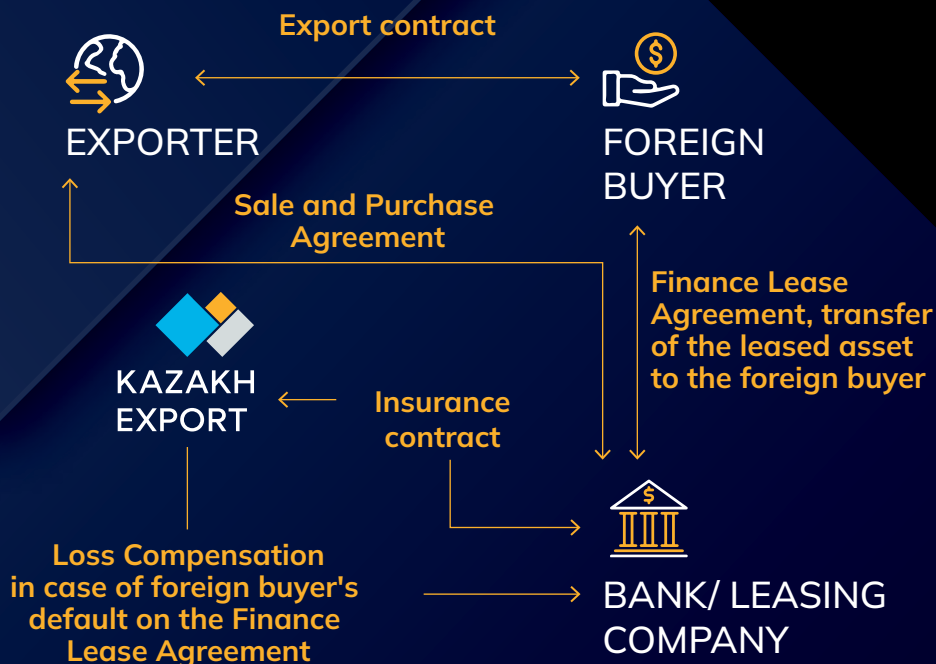 Export contract
$
EXPORTER
FOREIGN
BUYER
Sale and Purchase
Agreement
Finance Lease
Agreement, transfer
of the leased asset
to the foreign buyer
KAZAKH
EXPORT
Insurance
contract
$
Loss Compensation
in case of foreign buyer's
default on the Finance
Lease Agreement
BANK/ LEASING
COMPANY